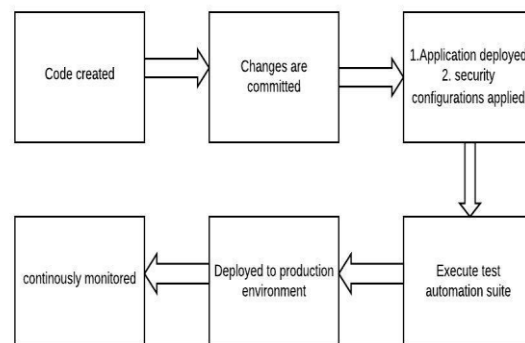 Code created
Changes are
committed
1.Application deployed
2. security
configurations applied
Execute test
automation suite
Deployed to production
environment
continously monitored